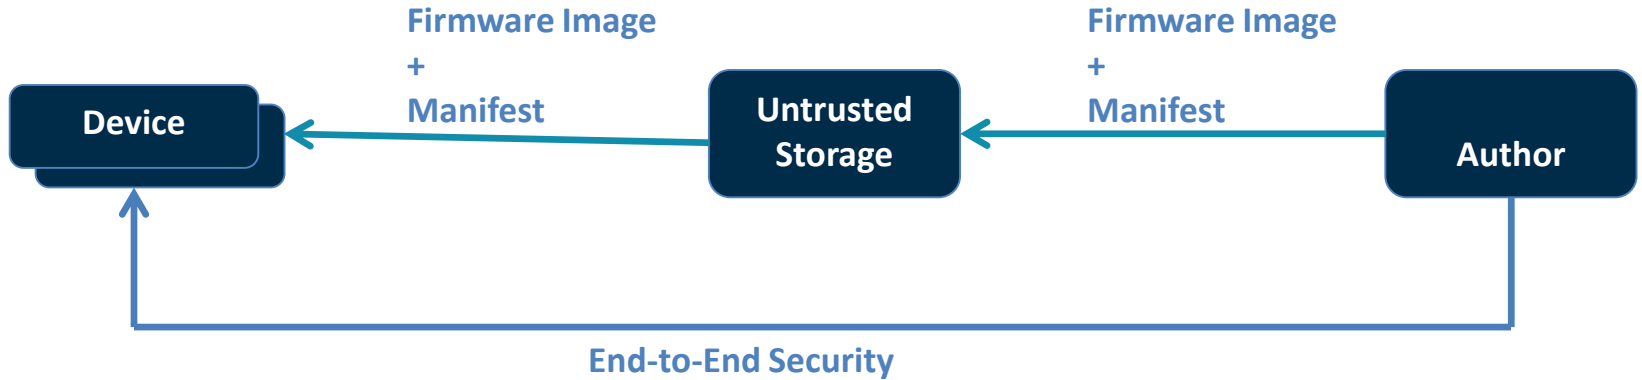 Firmware Image
+
Manifest
Firmware Image
+
Manifest
Device
Untrusted
Storage
Author
End-to-End Security